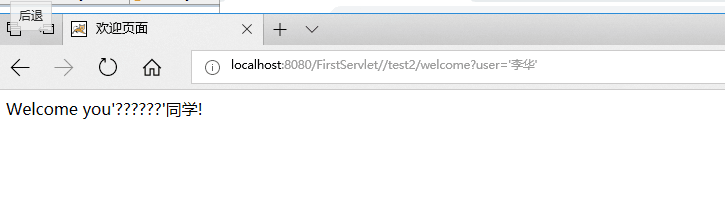 后退
欢迎页面
localhost:8080/FirstServlet//test2/welcome?user='李华'
Welcome you'??????'同学!